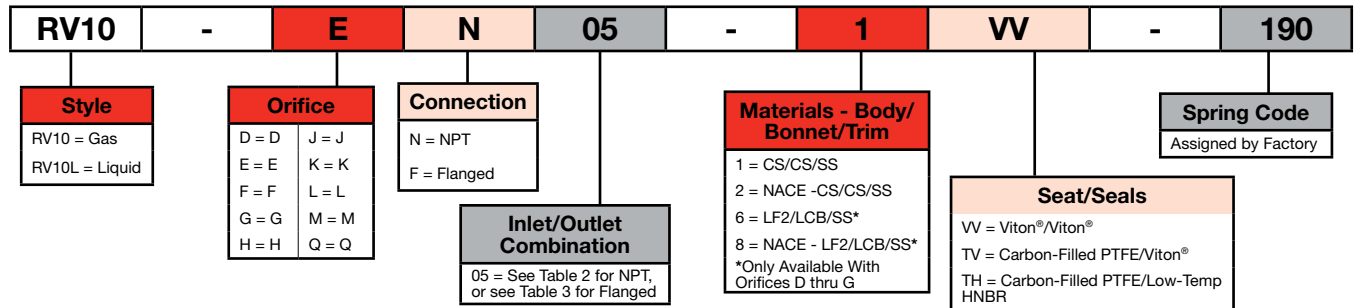 RV10 - E N 05 - 1 VV - 190
Style
RV10 = Gas
RV10L = Liquid
Orifice
D = D J = J
E = E K = K
F = F L = L
G = G M = M
H = H Q = Q
Connection
N = NPT
F = Flanged
Inlet/Outlet
Combination
05 = See Table 2 for NPT,
or see Table 3 for Flanged
Materials - Body/
Bonnet/Trim
1 = CS/CS/SS
2 = NACE -CS/CS/SS
6 = LF2/LCB/SS*
8 = NACE - LF2/LCB/SS*
*Only Available With
Orifices D thru G
Seat/Seals
VV = Viton®/Viton®
TV = Carbon-Filled PTFE/Viton®
TH = Carbon-Filled PTFE/Low-Temp
HNBR
Spring Code
Assigned by Factory